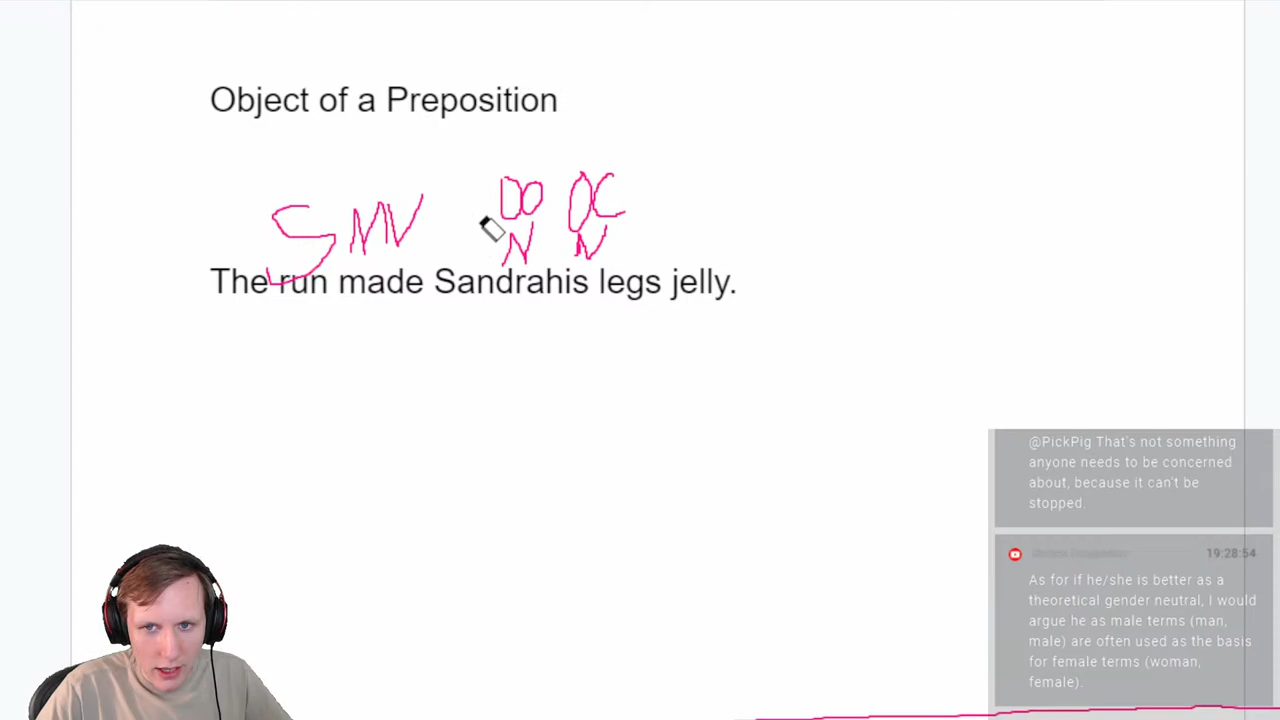 Object of a Preposition
S MV DO OC
N N
The run made Sandrahis legs jelly.
@PickPig That's not something
anyone needs to be concerned
about, because it can't be
stopped.
19:28:54
As for if he/she is better as a
theoretical gender neutral, I would
argue he as male terms (man,
male) are often used as the basis
for female terms (woman,
female).